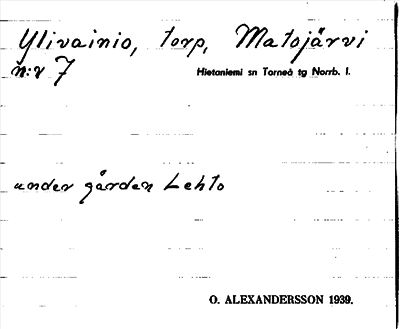 Ylivainio, torp, Matojärvi
n:r 7
Hietaniemi sn Torneå tg Norrb. l.
under gården Lehto
O. ALEXANDERSSON 1939.